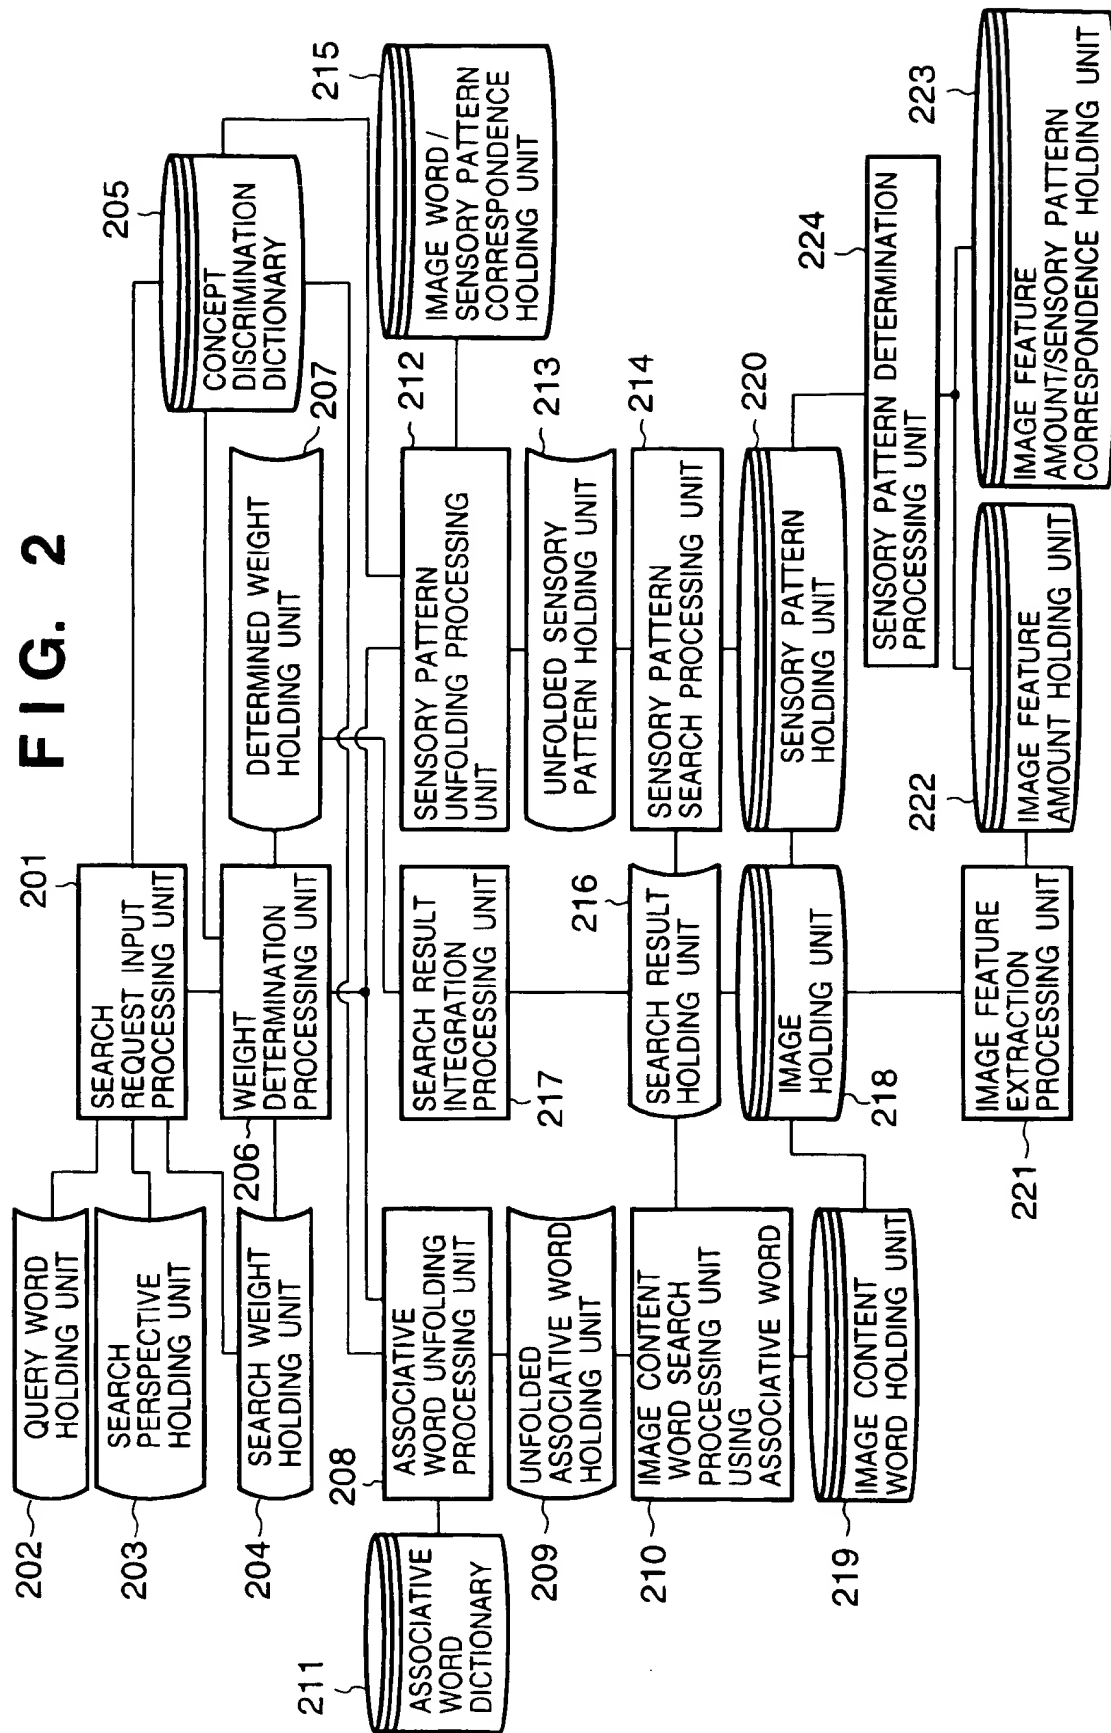 FIG. 2
201
SEARCH
REQUEST INPUT
PROCESSING UNIT
202
QUERY WORD
HOLDING UNIT
203
SEARCH
PERSPECTIVE
HOLDING UNIT
204
SEARCH WEIGHT
HOLDING UNIT
205
CONCEPT
DISCRIMINATION
DICTIONARY
206
WEIGHT
DETERMINATION
PROCESSING UNIT
207
DETERMINED WEIGHT
HOLDING UNIT
211
ASSOCIATIVE
WORD
DICTIONARY
208
ASSOCIATIVE
WORD UNFOLDING
PROCESSING UNIT
217
SEARCH RESULT
INTEGRATION
PROCESSING UNIT
212
SENSORY PATTERN
UNFOLDING PROCESSING
UNIT
215
IMAGE WORD/
SENSORY PATTERN
CORRESPONDENCE
HOLDING UNIT
209
UNFOLDED
ASSOCIATIVE WORD
HOLDING UNIT
213
UNFOLDED SENSORY
PATTERN HOLDING UNIT
210
IMAGE CONTENT
WORD SEARCH
PROCESSING UNIT
USING
ASSOCIATIVE WORD
216
SEARCH RESULT
HOLDING UNIT
214
SENSORY PATTERN
SEARCH PROCESSING UNIT
219
IMAGE CONTENT
WORD HOLDING UNIT
218
IMAGE
HOLDING UNIT
220
SENSORY PATTERN
HOLDING UNIT
224
SENSORY PATTERN DETERMINATION
PROCESSING UNIT
221
IMAGE FEATURE
EXTRACTION
PROCESSING UNIT
222
IMAGE FEATURE
AMOUNT HOLDING UNIT
223
IMAGE FEATURE
AMOUNT/SENSORY PATTERN
CORRESPONDENCE HOLDING UNIT